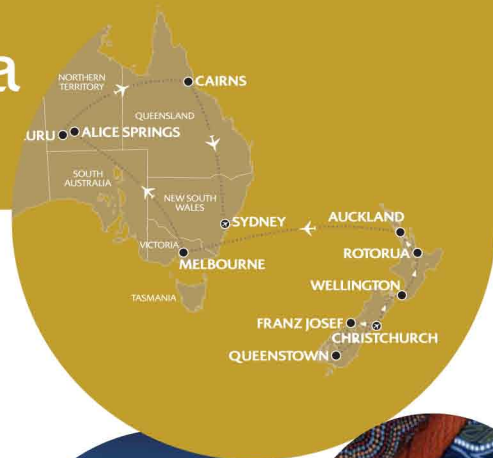 a
NORTHERN
TERRITORY
CAIRNS
QUEENSLAND
URU
ALICE SPRINGS
SOUTH
AUSTRALIA
NEW SOUTH
WALES
SYDNEY
AUCKLAND
VICTORIA
MELBOURNE
ROTORUA
WELLINGTON
TASMANIA
FRANZ JOSEF
CHRISTCHURCH
QUEENSTOWN